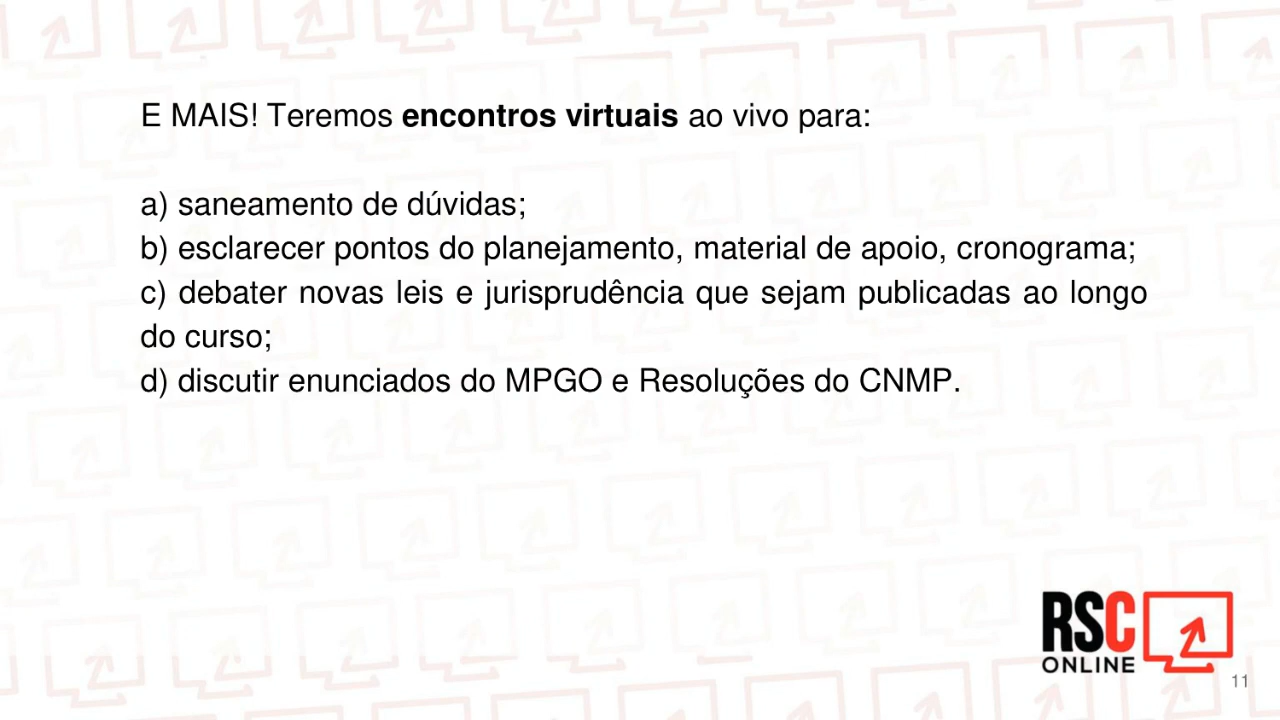 E MAIS! Teremos encontros virtuais ao vivo para:
a) saneamento de dúvidas;
b) esclarecer pontos do planejamento, material de apoio, cronograma;
c) debater novas leis e jurisprudência que sejam publicadas ao longo
do curso;
d) discutir enunciados do MPGO e Resoluções do CNMP.
RSC
ONLINE
11